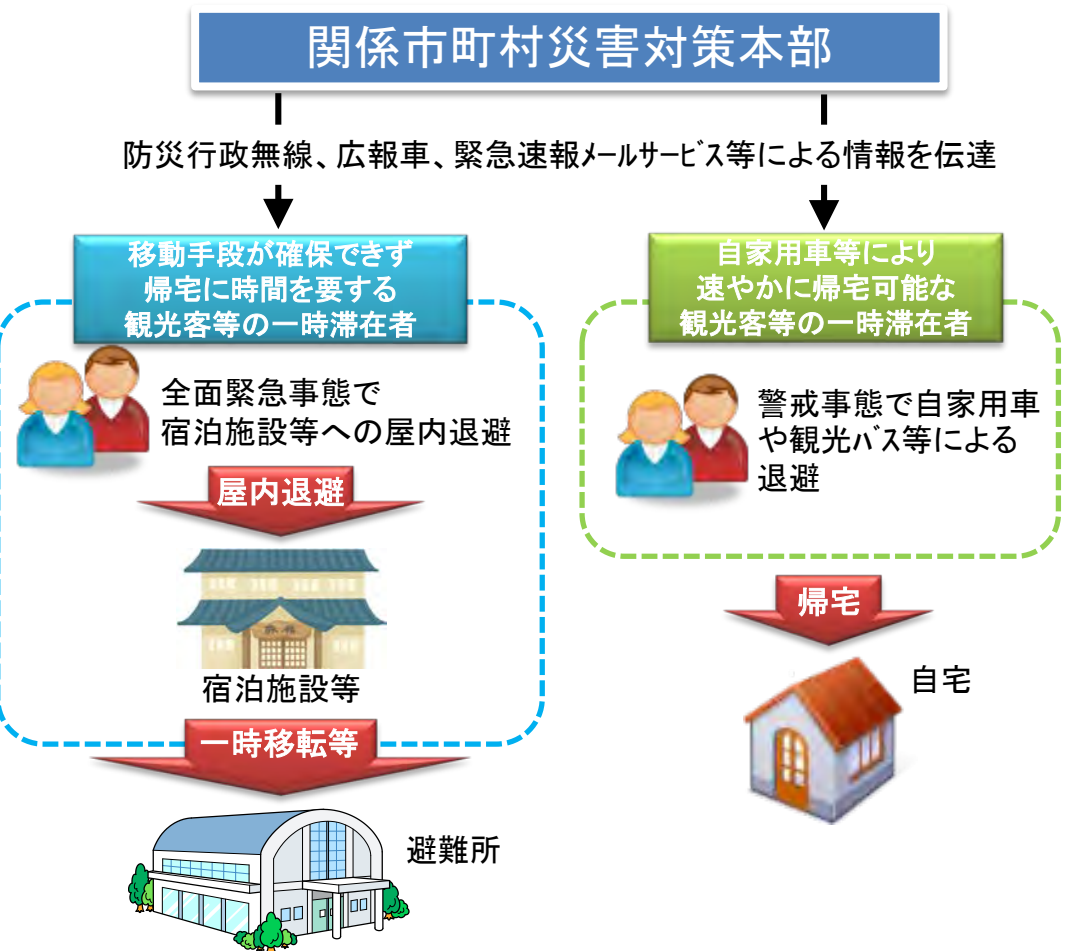 関係市町村災害対策本部
防災行政無線、広報車、緊急速報ﾒｰﾙｻｰﾋﾞｽ等による情報を伝達
移動手段が確保できず
帰宅に時間を要する
観光客等の一時滞在者
全面緊急事態で
宿泊施設等への屋内退避
屋内退避
宿泊施設等
一時移転等
避難所
自家用車等により
速やかに帰宅可能な
観光客等の一時滞在者
警戒事態で自家用車
や観光ﾊﾞｽ等による
退避
帰宅
自宅